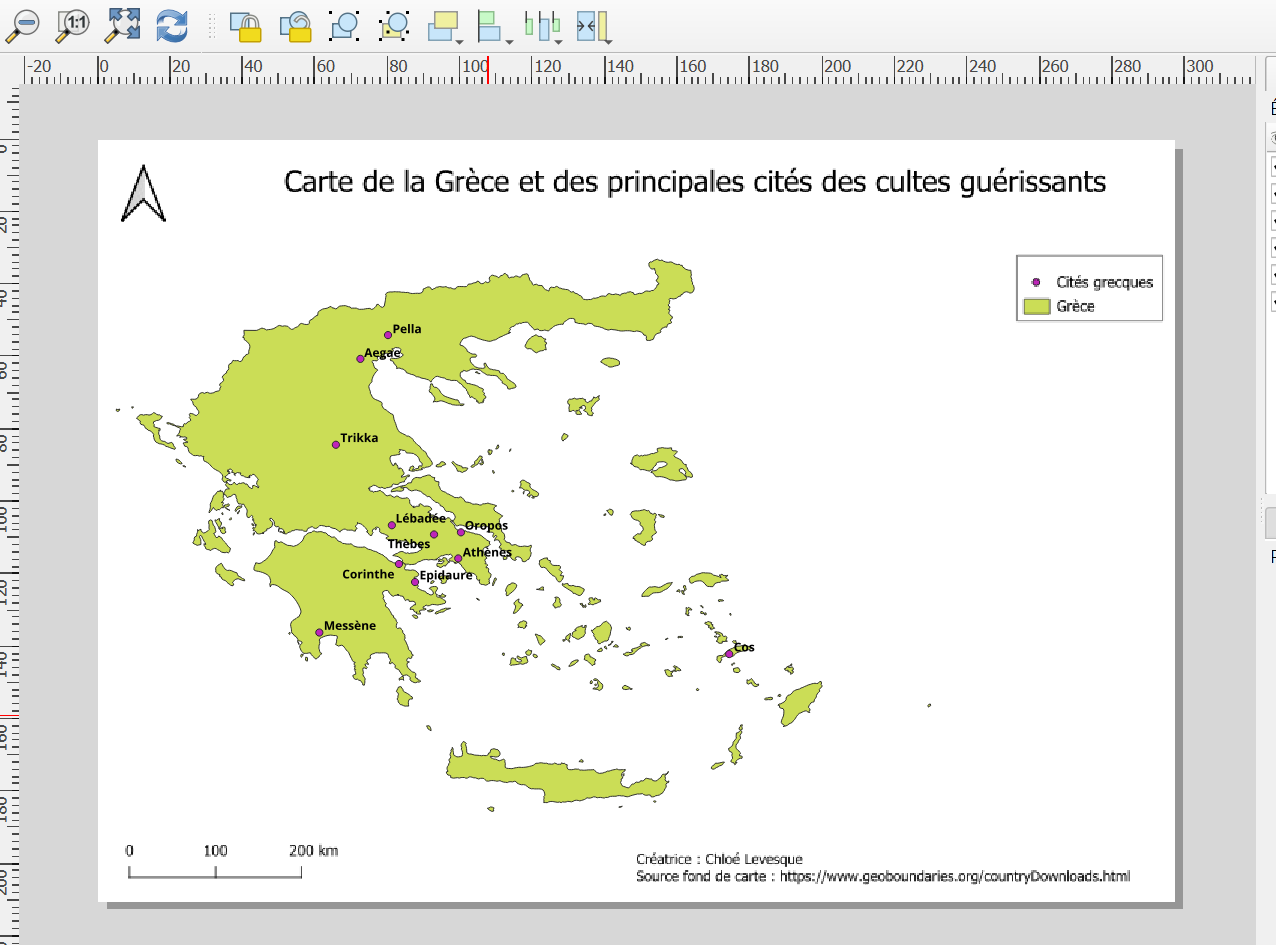 1:1
-20 0 20 40 60 80 100 120 140 160 180 200 220 240 260 280 300
0
20
40
60
80
100
120
140
160
180
200
Carte de la Grèce et des principales cités des cultes guérissants
Cités grecques
Grèce
Pella
Aegae
Trikka
Lébadée
Oropos
Thèbes
Athènes
Corinthe
Epidaure
Messène
Cos
0 100 200 km
Créatrice : Chloé Levesque
Source fond de carte : https://www.geoboundaries.org/countryDownloads.html